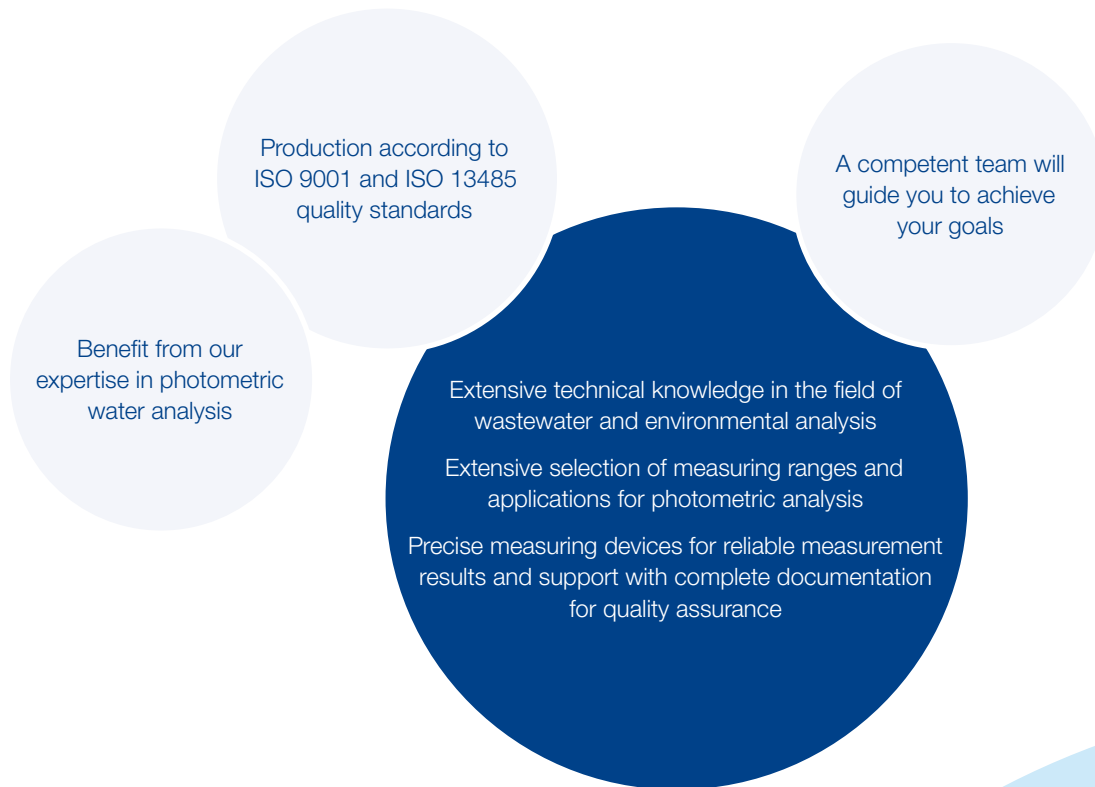 Production according to
ISO 9001 and ISO 13485
quality standards
A competent team will
guide you to achieve
your goals
Benefit from our
expertise in photometric
water analysis
Extensive technical knowledge in the field of
wastewater and environmental analysis
Extensive selection of measuring ranges and
applications for photometric analysis
Precise measuring devices for reliable measurement
results and support with complete documentation
for quality assurance